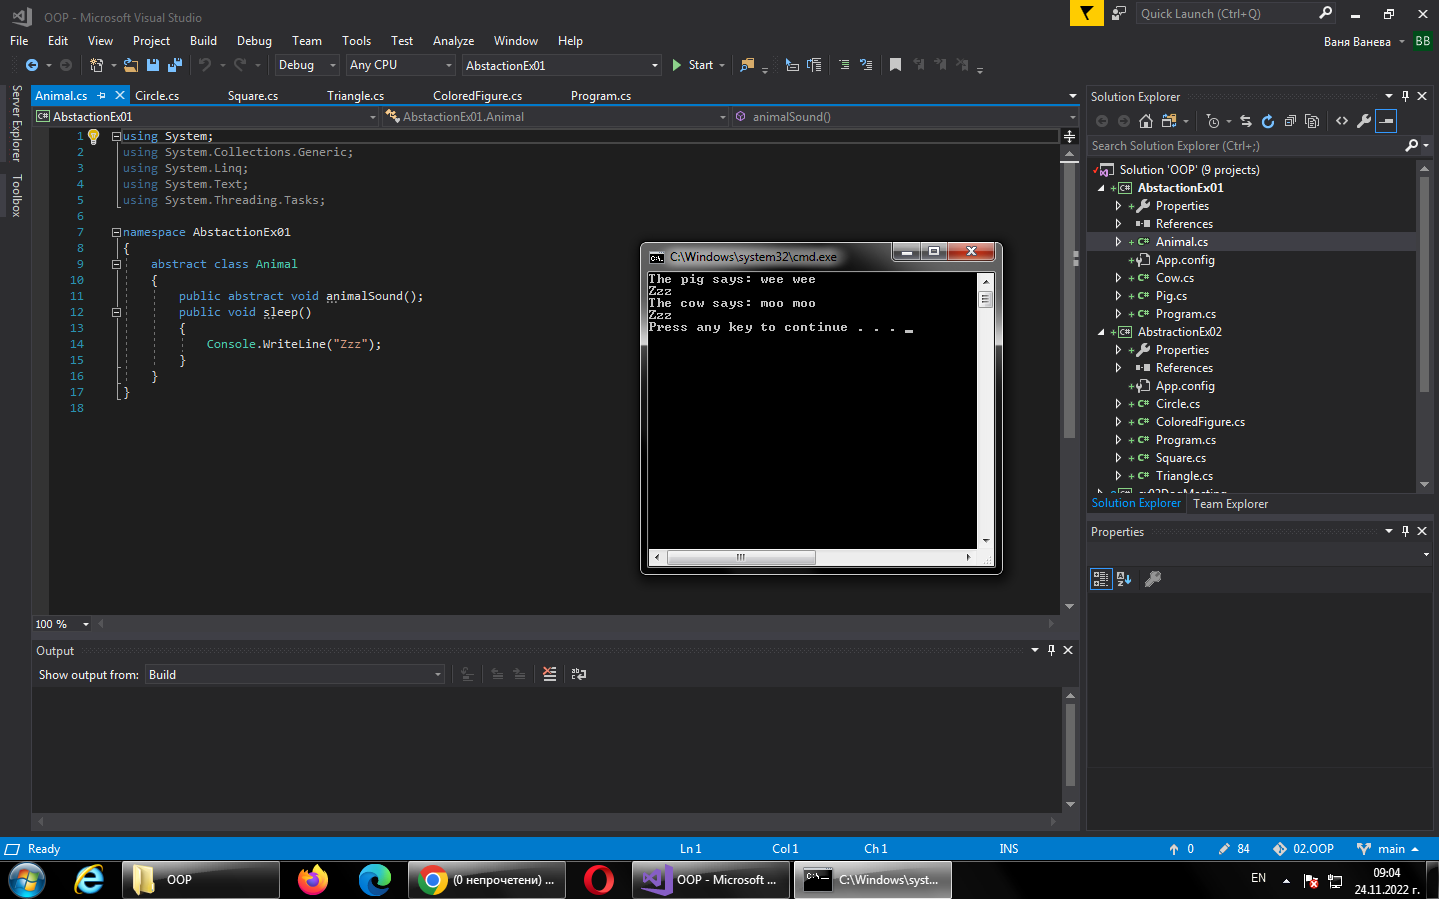 OOP - Microsoft Visual Studio
Quick Launch (Ctrl+Q)
File Edit View Project Build Debug Team Tools Test Analyze Window Help
Ваня Ванева BB
Debug Any CPU AbstactionEx01 Start
Server Explorer
Toolbox
Animal.cs Circle.cs Square.cs Triangle.cs ColoredFigure.cs Program.cs
AbstactionEx01 AbstactionEx01.Animal animalSound()
1 using System;
2 using System.Collections.Generic;
3 using System.Linq;
4 using System.Text;
5 using System.Threading.Tasks;
6
7 namespace AbstactionEx01
8 {
9 abstract class Animal
10 {
11 public abstract void animalSound();
12 public void sleep()
13 {
14 Console.WriteLine("Zzz");
15 }
16 }
17 }
18
100 %
C:\Windows\system32\cmd.exe
The pig says: wee wee
Zzz
The cow says: moo moo
Zzz
Press any key to continue . . .
Output
Show output from: Build
Solution Explorer
Search Solution Explorer (Ctrl+;)
Solution 'OOP' (9 projects)
AbstactionEx01
Properties
References
Animal.cs
App.config
Cow.cs
Pig.cs
Program.cs
AbstractionEx02
Properties
References
App.config
Circle.cs
ColoredFigure.cs
Program.cs
Square.cs
Triangle.cs
Solution Explorer Team Explorer
Properties
Ready Ln 1 Col 1 Ch 1 INS 0 84 02.OOP main
OOP (0 непрочетени) ... OOP - Microsoft ... C:\Windows\syst...
EN 09:04
24.11.2022 г.